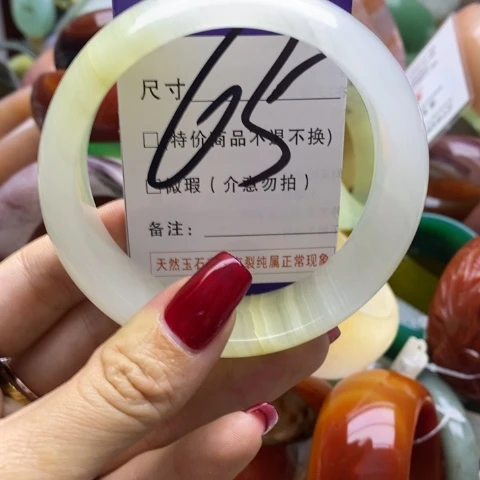 65
尺寸
□(特价商品不退不换)
□微瑕(介意勿拍)
备注:
天然玉石 裂纯属正常现象